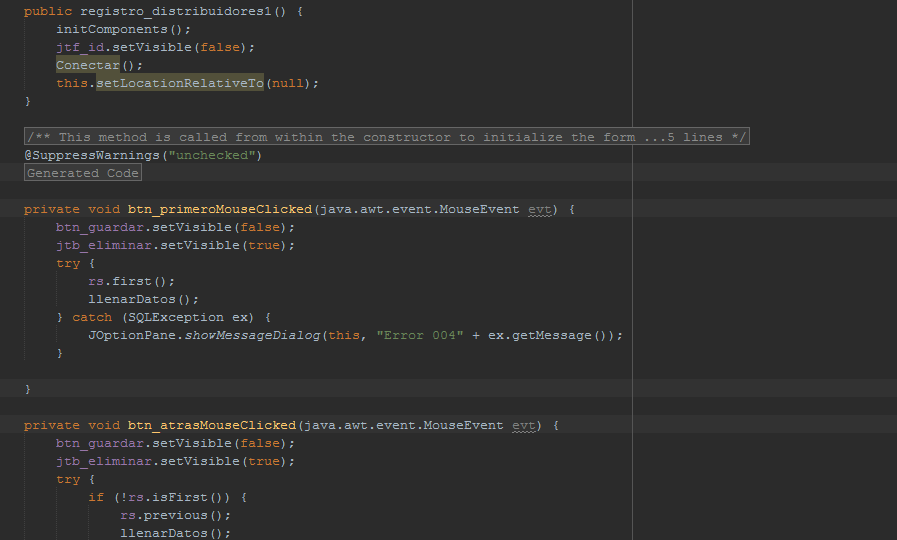 public registro_distribuidores1() {
initComponents();
jtf_id.setVisible(false);
Conectar();
this.setLocationRelativeTo(null);
}
/** This method is called from within the constructor to initialize the form ...5 lines */
@SuppressWarnings("unchecked")
Generated Code
private void btn_primeroMouseClicked(java.awt.event.MouseEvent evt) {
btn_guardar.setVisible(false);
jtb_eliminar.setVisible(true);
try {
rs.first();
llenarDatos();
} catch (SQLException ex) {
JOptionPane.showMessageDialog(this, "Error 004" + ex.getMessage());
}
}
private void btn_atrasMouseClicked(java.awt.event.MouseEvent evt) {
btn_guardar.setVisible(false);
jtb_eliminar.setVisible(true);
try {
if (!rs.isFirst()) {
rs.previous();
llenarDatos();